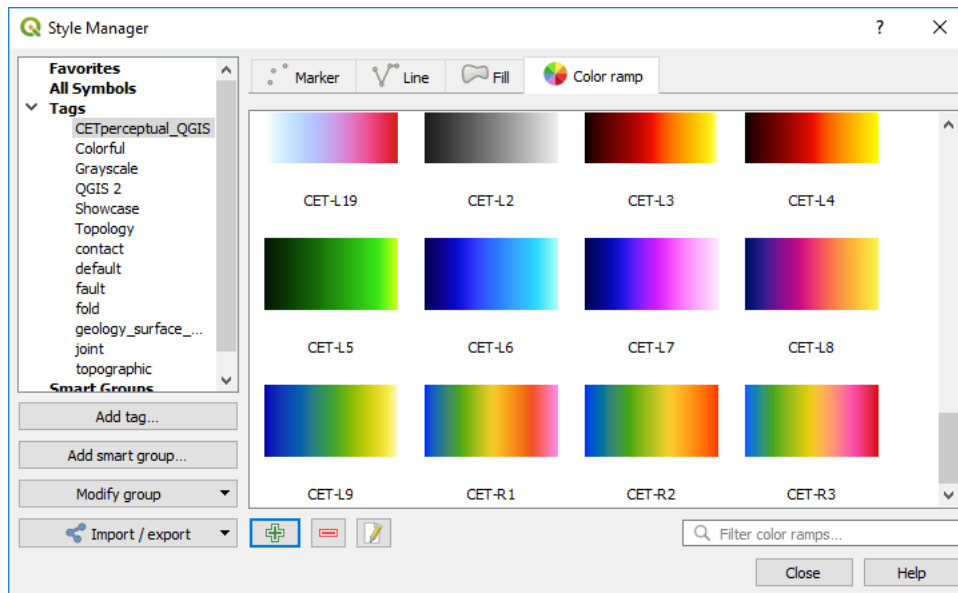 Style Manager
?
Favorites
All Symbols
Tags
CETperceptual_QGIS
Colorful
Grayscale
QGIS 2
Showcase
Topology
contact
default
fault
fold
geology_surface_...
joint
topographic
Smart Groups
Add tag...
Add smart group...
Modify group
Import / export
Marker
Line
Fill
Color ramp
CET-L19
CET-L2
CET-L3
CET-L4
CET-L5
CET-L6
CET-L7
CET-L8
CET-L9
CET-R1
CET-R2
CET-R3
Filter color ramps...
Close
Help